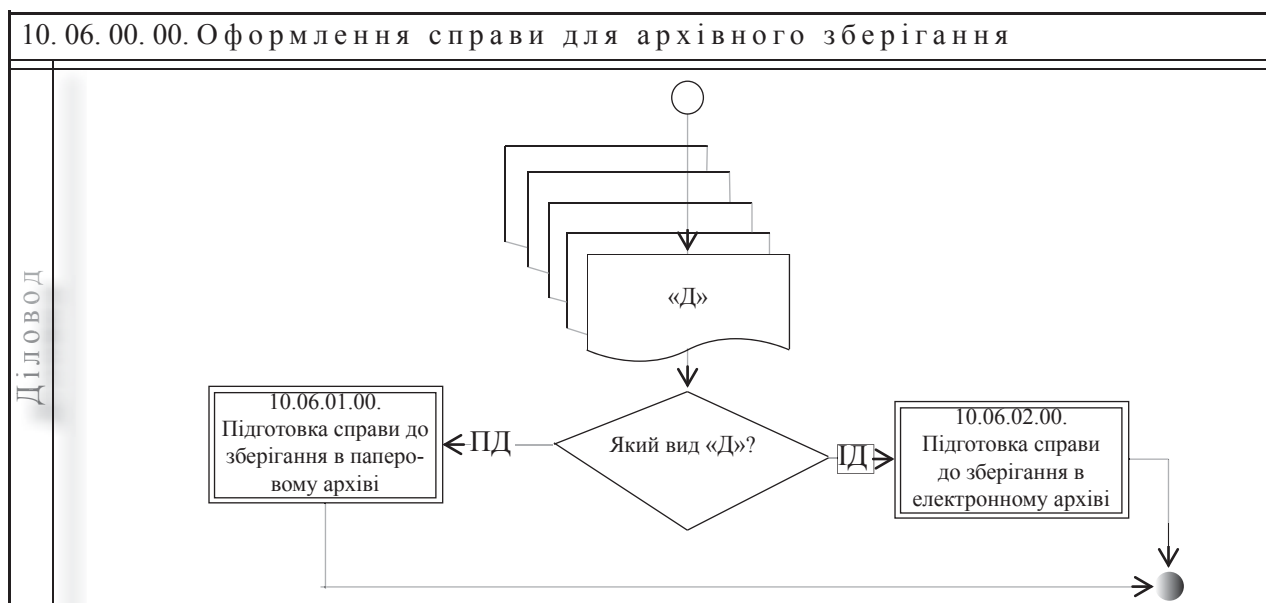 10. 06. 00. 00. Оформлення справи для архівного зберігання
Діловод
«Д»
Який вид «Д»?
ПД
ІД
10.06.01.00.
Підготовка справи до
зберігання в паперо-
вому архіві
10.06.02.00.
Підготовка справи
до зберігання в
електронному архіві